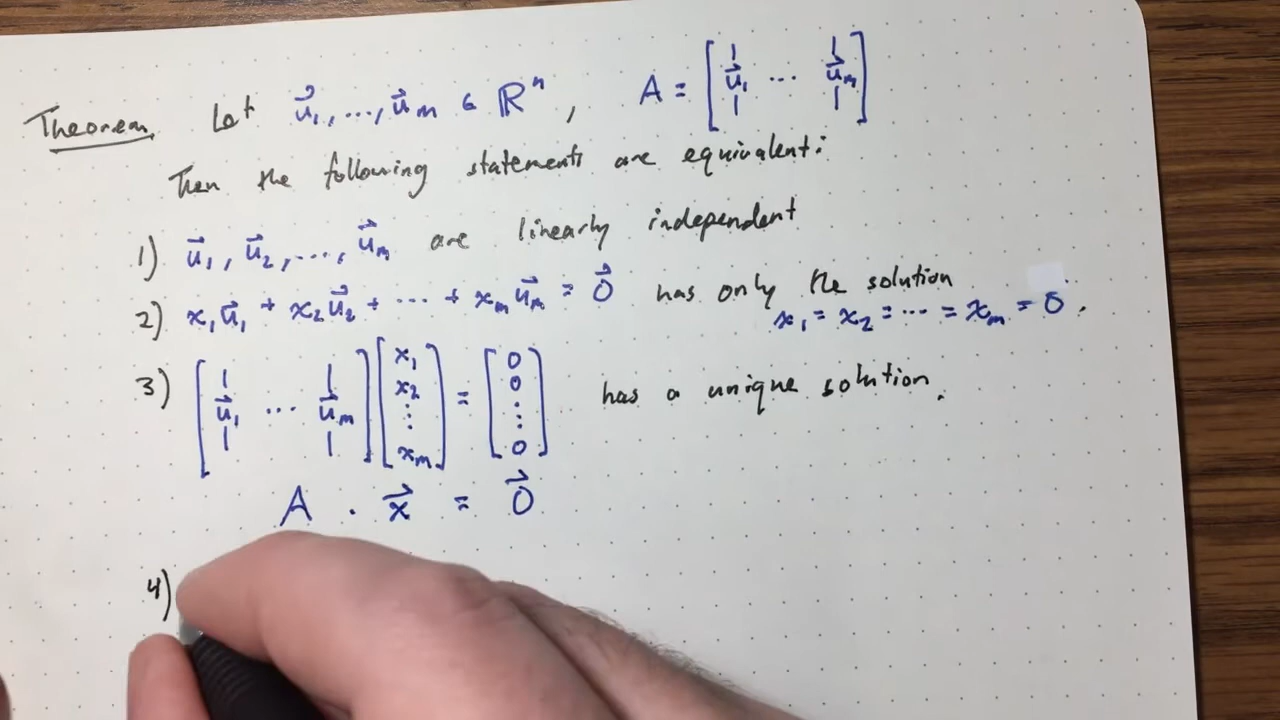 Theorem. Let u⃗₁, ..., u⃗ₘ ∈ ℝⁿ, A = [u⃗₁ ... u⃗ₘ]
Then the following statements are equivalent:
1) u⃗₁, u⃗₂, ..., u⃗ₘ are linearly independent
2) x₁u⃗₁ + x₂u⃗₂ + ... + xₘu⃗ₘ = 0⃗ has only the solution
x₁ = x₂ = ... = xₘ = 0.
3) [u⃗₁ ... u⃗ₘ] [x₁ x₂ ⋮ xₘ] = [0 0 ⋮ 0] has a unique solution.
A · x⃗ = 0⃗
4)